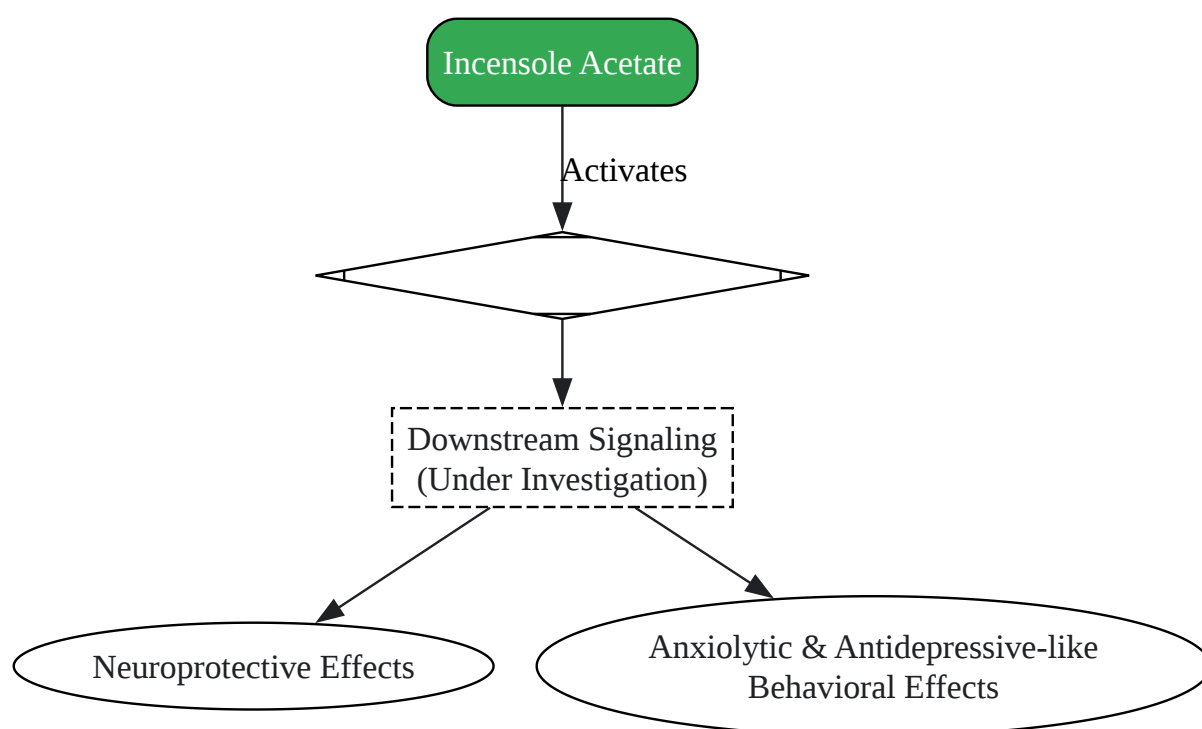 Incensole Acetate
Activates
Downstream Signaling
(Under Investigation)
Neuroprotective Effects
Anxiolytic & Antidepressive-like
Behavioral Effects